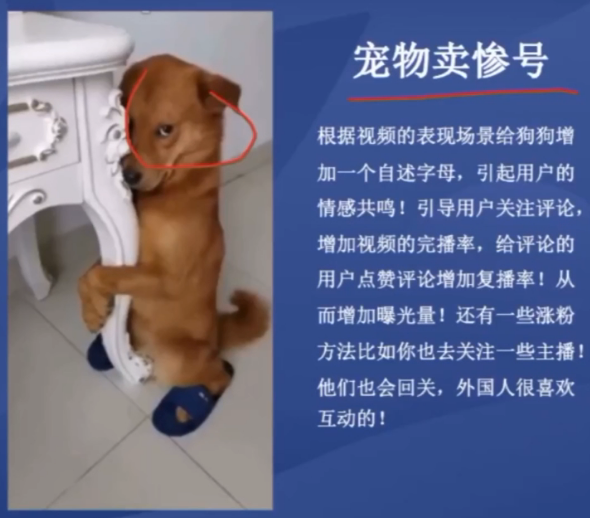 宠物卖惨号
根据视频的表现场景给狗狗增
加一个自述字母，引起用户的
情感共鸣！引导用户关注评论，
增加视频的完播率，给评论的
用户点赞评论增加复播率！从
而增加曝光量！还有一些涨粉
方法比如你也去关注一些主播！
他们也会回关，外国人很喜欢
互动的！